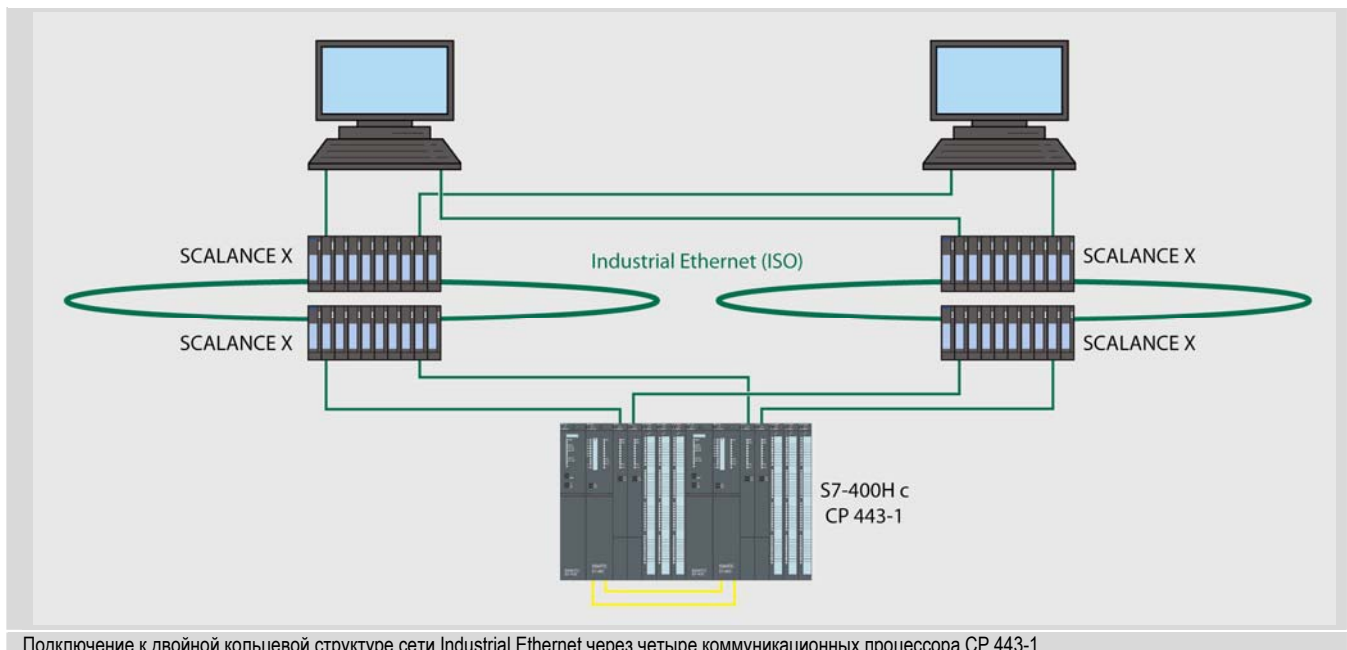 SCALANCE X
Industrial Ethernet (ISO)
SCALANCE X
SCALANCE X
SCALANCE X
S7-400H с
CP 443-1
Подключение к двойной кольцевой структуре сети Industrial Ethernet через четыре коммуникационных процессора CP 443-1